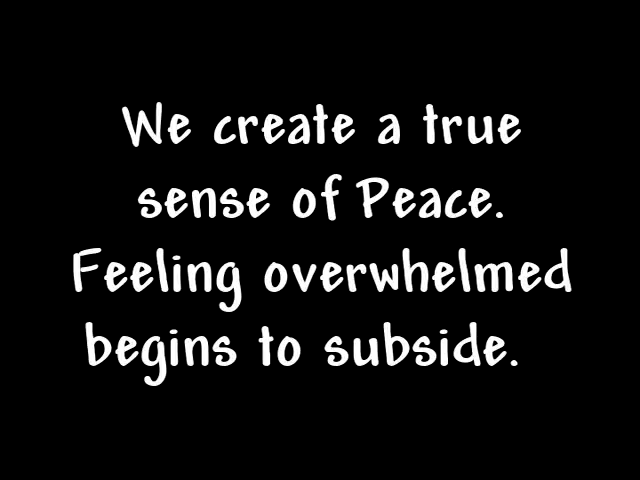 We create a true
sense of Peace.
Feeling overwhelmed
begins to subside.